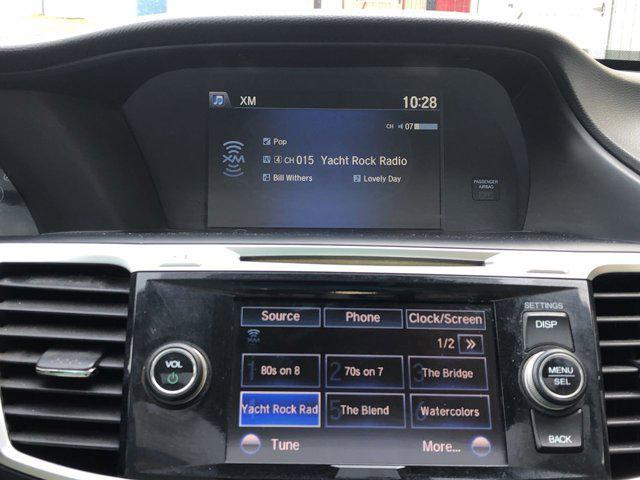 XM 10:28
CH 07
Pop
XM 4 CH 015 Yacht Rock Radio
Bill Withers Lovely Day
PASSENGER
AIRBAG
Source Phone Clock/Screen
1/2 »
1 80s on 8 2 70s on 7 3 The Bridge
Yacht Rock Rad 5 The Blend 6 Watercolors
Tune More...
VOL
SETTINGS
DISP
MENU
SEL
BACK